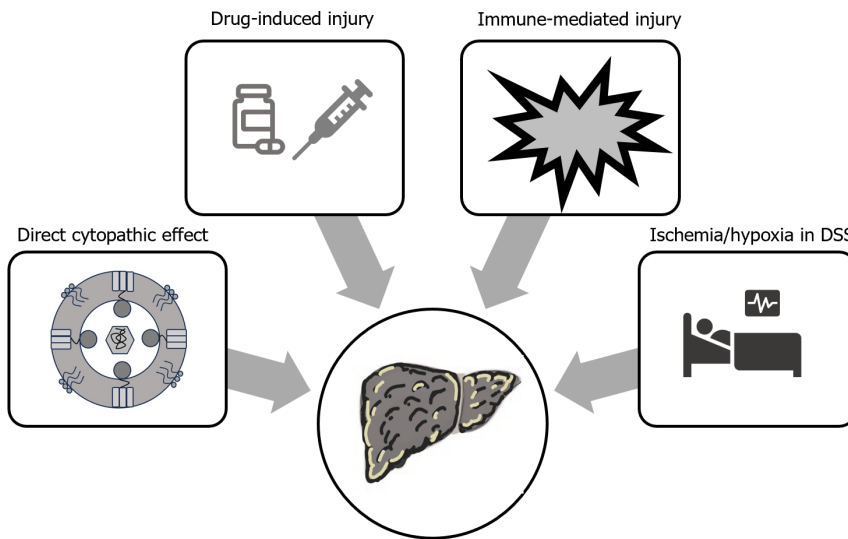 Drug-induced injury
Immune-mediated injury
Direct cytopathic effect
Ischemia/hypoxia in DSS